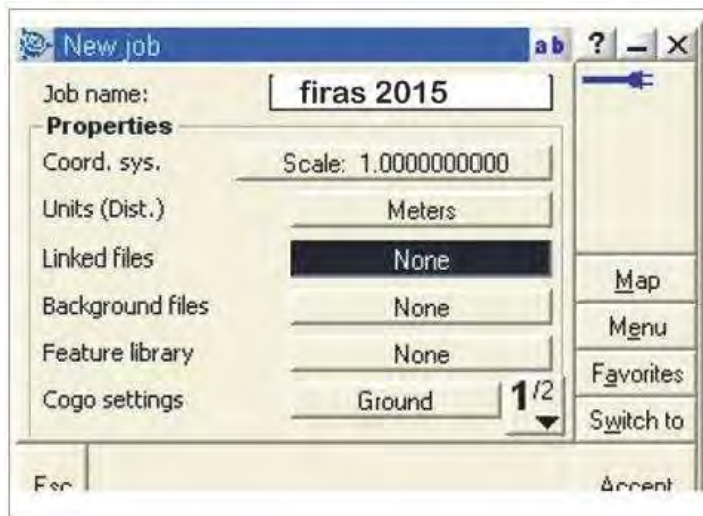 New job
ab ? – X
Job name: firas 2015
Properties
Coord. sys. Scale: 1.0000000000
Units (Dist.) Meters
Linked files None
Background files None
Feature library None
Cogo settings Ground 1/2
Map
Menu
Favorites
Switch to
Esc Accept